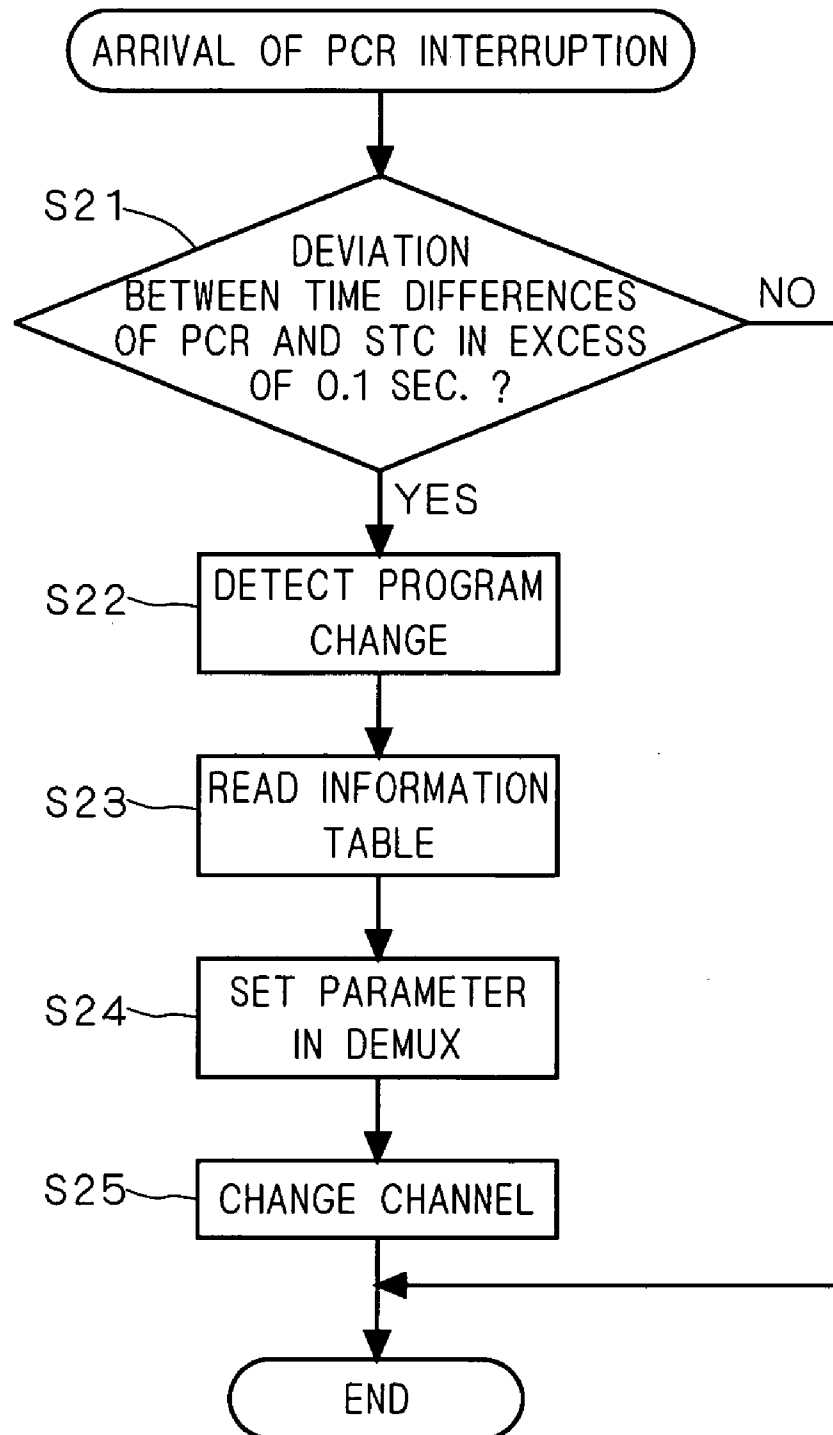 ARRIVAL OF PCR INTERRUPTION
S21
DEVIATION
BETWEEN TIME DIFFERENCES
OF PCR AND STC IN EXCESS
OF 0.1 SEC. ?
NO
YES
S22
DETECT PROGRAM
CHANGE
S23
READ INFORMATION
TABLE
S24
SET PARAMETER
IN DEMUX
S25
CHANGE CHANNEL
END